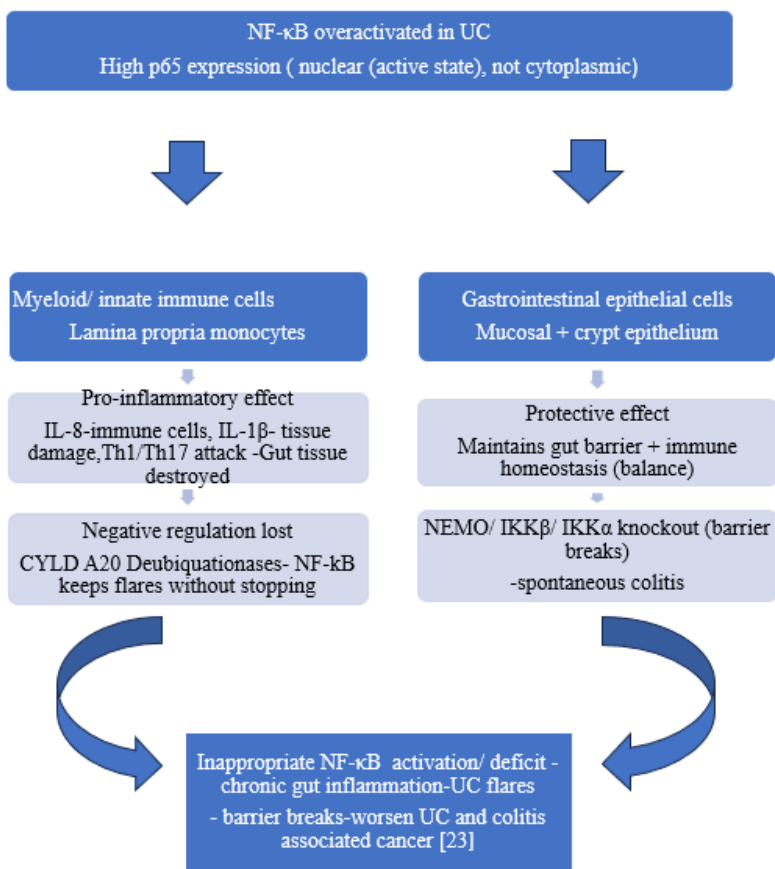 NF-κB overactivated in UC
High p65 expression ( nuclear (active state), not cytoplasmic)
Myeloid/ innate immune cells
Lamina propria monocytes
Pro-inflammatory effect
IL-8-immune cells, IL-1β- tissue
damage,Th1/Th17 attack -Gut tissue
destroyed
Negative regulation lost
CYLD A20 Deubiquationases- NF-kB
keeps flares without stopping
Gastrointestinal epithelial cells
Mucosal + crypt epithelium
Protective effect
Maintains gut barrier + immune
homeostasis (balance)
NEMO/ IKKβ/ IKKα knockout (barrier
breaks)
-spontaneous colitis
Inappropriate NF-κB  activation/ deficit -
chronic gut inflammation-UC flares
- barrier breaks-worsen UC and colitis
associated cancer [23]